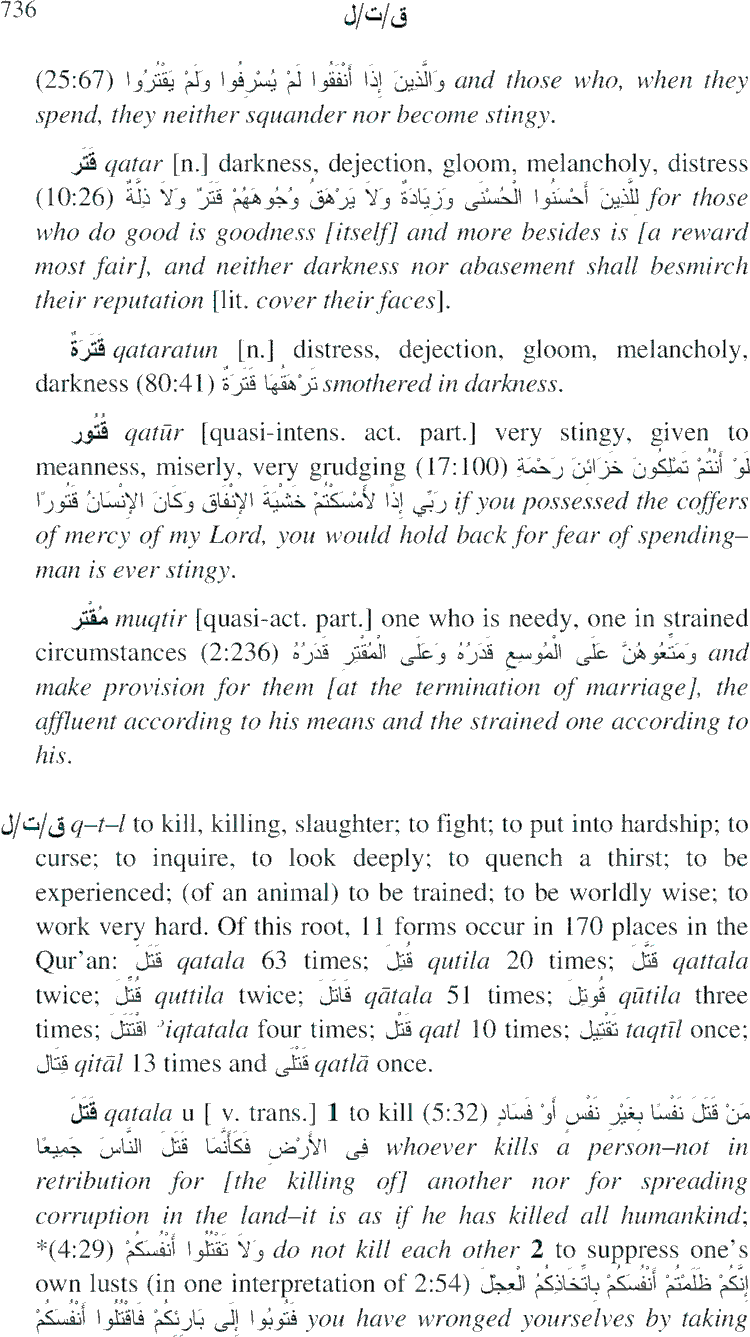 736 ق/ت/ل
(25:67) وَالَّذِينَ إِذَا أَنْفَقُوا لَمْ يُسْرِفُوا وَلَمْ يَقْتُرُوا and those who, when they
spend, they neither squander nor become stingy.
قَتَر qatar [n.] darkness, dejection, gloom, melancholy, distress
(10:26) لِلَّذِينَ أَحْسَنُوا الْحُسْنَى وَزِيَادَةٌ وَلاَ يَرْهَقُ وُجُوهَهُمْ قَتَرٌ وَلاَ ذِلَّةٌ for those
who do good is goodness [itself] and more besides is [a reward
most fair], and neither darkness nor abasement shall besmirch
their reputation [lit. cover their faces].
قَتَرَةٌ qataratun [n.] distress, dejection, gloom, melancholy,
darkness (80:41) تَرْهَقُهَا قَتَرَةٌ smothered in darkness.
قُتُور qatūr [quasi-intens. act. part.] very stingy, given to
meanness, miserly, very grudging (17:100) لَوْ أَنْتُمْ تَمْلِكُونَ خَزَائِنَ رَحْمَةِ
رَبِّي إِذًا لأَمْسَكْتُمْ خَشْيَةَ الإِنْفَاقِ وَكَانَ الإِنْسَانُ قَتُورًا if you possessed the coffers
of mercy of my Lord, you would hold back for fear of spending–
man is ever stingy.
مُقْتِر muqtir [quasi-act. part.] one who is needy, one in strained
circumstances (2:236) وَمَتِّعُوهُنَّ عَلَى الْمُوسِعِ قَدَرُهُ وَعَلَى الْمُقْتِرِ قَدَرُهُ and
make provision for them [at the termination of marriage], the
affluent according to his means and the strained one according to
his.
ق/ت/ل q–t–l to kill, killing, slaughter; to fight; to put into hardship; to
curse; to inquire, to look deeply; to quench a thirst; to be
experienced; (of an animal) to be trained; to be worldly wise; to
work very hard. Of this root, 11 forms occur in 170 places in the
Qur’an: قَتَلَ qatala 63 times; قُتِلَ qutila 20 times; قَتَّلَ qattala
twice; قُتِّلَ quttila twice; قَاتَلَ qātala 51 times; قُوتِلَ qūtila three
times; اقْتَتَلَ ’iqtatala four times; قَتْل qatl 10 times; تَقْتِيل taqtīl once;
قِتَال qitāl 13 times and قَتْلَى qatlā once.
قَتَلَ qatala u [ v. trans.] 1 to kill (5:32) مَنْ قَتَلَ نَفْسًا بِغَيْرِ نَفْسٍ أَوْ فَسَادٍ
فِى الأَرْضِ فَكَأَنَّمَا قَتَلَ النَّاسَ جَمِيعًا whoever kills a person–not in
retribution for [the killing of] another nor for spreading
corruption in the land–it is as if he has killed all humankind;
*(4:29) وَلاَ تَقْتُلُوا أَنْفُسَكُمْ do not kill each other 2 to suppress one’s
own lusts (in one interpretation of 2:54) إِنَّكُمْ ظَلَمْتُمْ أَنْفُسَكُمْ بِاتِّخَاذِكُمُ الْعِجْلَ
فَتُوبُوا إِلَى بَارِئِكُمْ فَاقْتُلُوا أَنْفُسَكُمْ you have wronged yourselves by taking